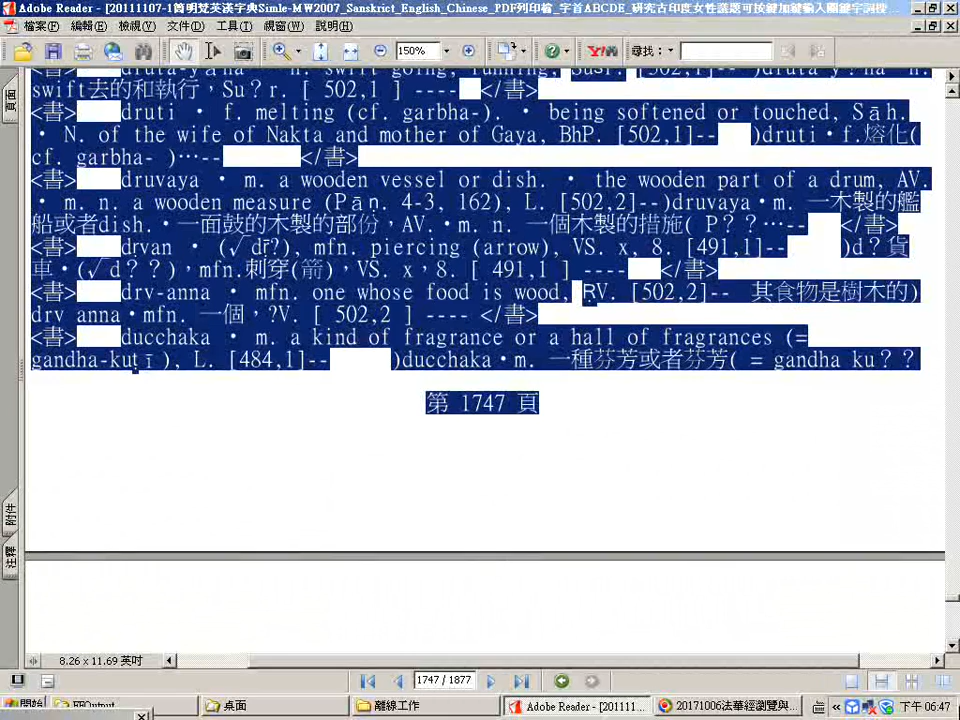 Adobe Reader - [20111107-1簡明梵英漢字典Simle-MW2007_Sanskrict_English_Chinese_PDF列印檔_字首ABCDE_研究古印度女性議題可按鍵加鍵輸入關鍵字詞搜
檔案(F) 編輯(E) 檢視(V) 文件(D) 工具(T) 視窗(W) 說明(H)
150% Y! 尋找：
頁面
swift去的和執行，Su？r. [ 502,1 ] ---- </書>
<書> druti ‧ f. melting (cf. garbha-). ‧ being softened or touched, Sāh.
‧ N. of the wife of Nakta and mother of Gaya, BhP. [502,1]-- )druti‧f.熔化(
cf. garbha- )…-- </書>
<書> druvaya ‧ m. a wooden vessel or dish. ‧ the wooden part of a drum, AV.
‧ m. n. a wooden measure (Pāṇ. 4-3, 162), L. [502,2]--)druvaya‧m. 一木製的艦
船或者dish.‧一面鼓的木製的部份，AV.‧m. n. 一個木製的措施( P？？…-- </書>
<書> dṛvan ‧ (√dṝ?), mfn. piercing (arrow), VS. x, 8. [491,1]-- )d？貨
車‧(√d？？)，mfn.刺穿(箭)，VS. x，8. [ 491,1 ] ---- </書>
<書> drv-anna ‧ mfn. one whose food is wood, ṚV. [502,2]-- 其食物是樹木的)
drv anna‧mfn. 一個，?V. [ 502,2 ] ---- </書>
<書> ducchaka ‧ m. a kind of fragrance or a hall of fragrances (=
gandha-kuṭī), L. [484,1]-- )ducchaka‧m. 一種芬芳或者芬芳( = gandha ku？？
第 1747 頁
附件
注釋
8.26 x 11.69 英吋
1747 / 1877
開始 FFOutput 桌面 離線工作 Adobe Reader - [201111... 20171006法華經瀏覽與... 下午 06:47